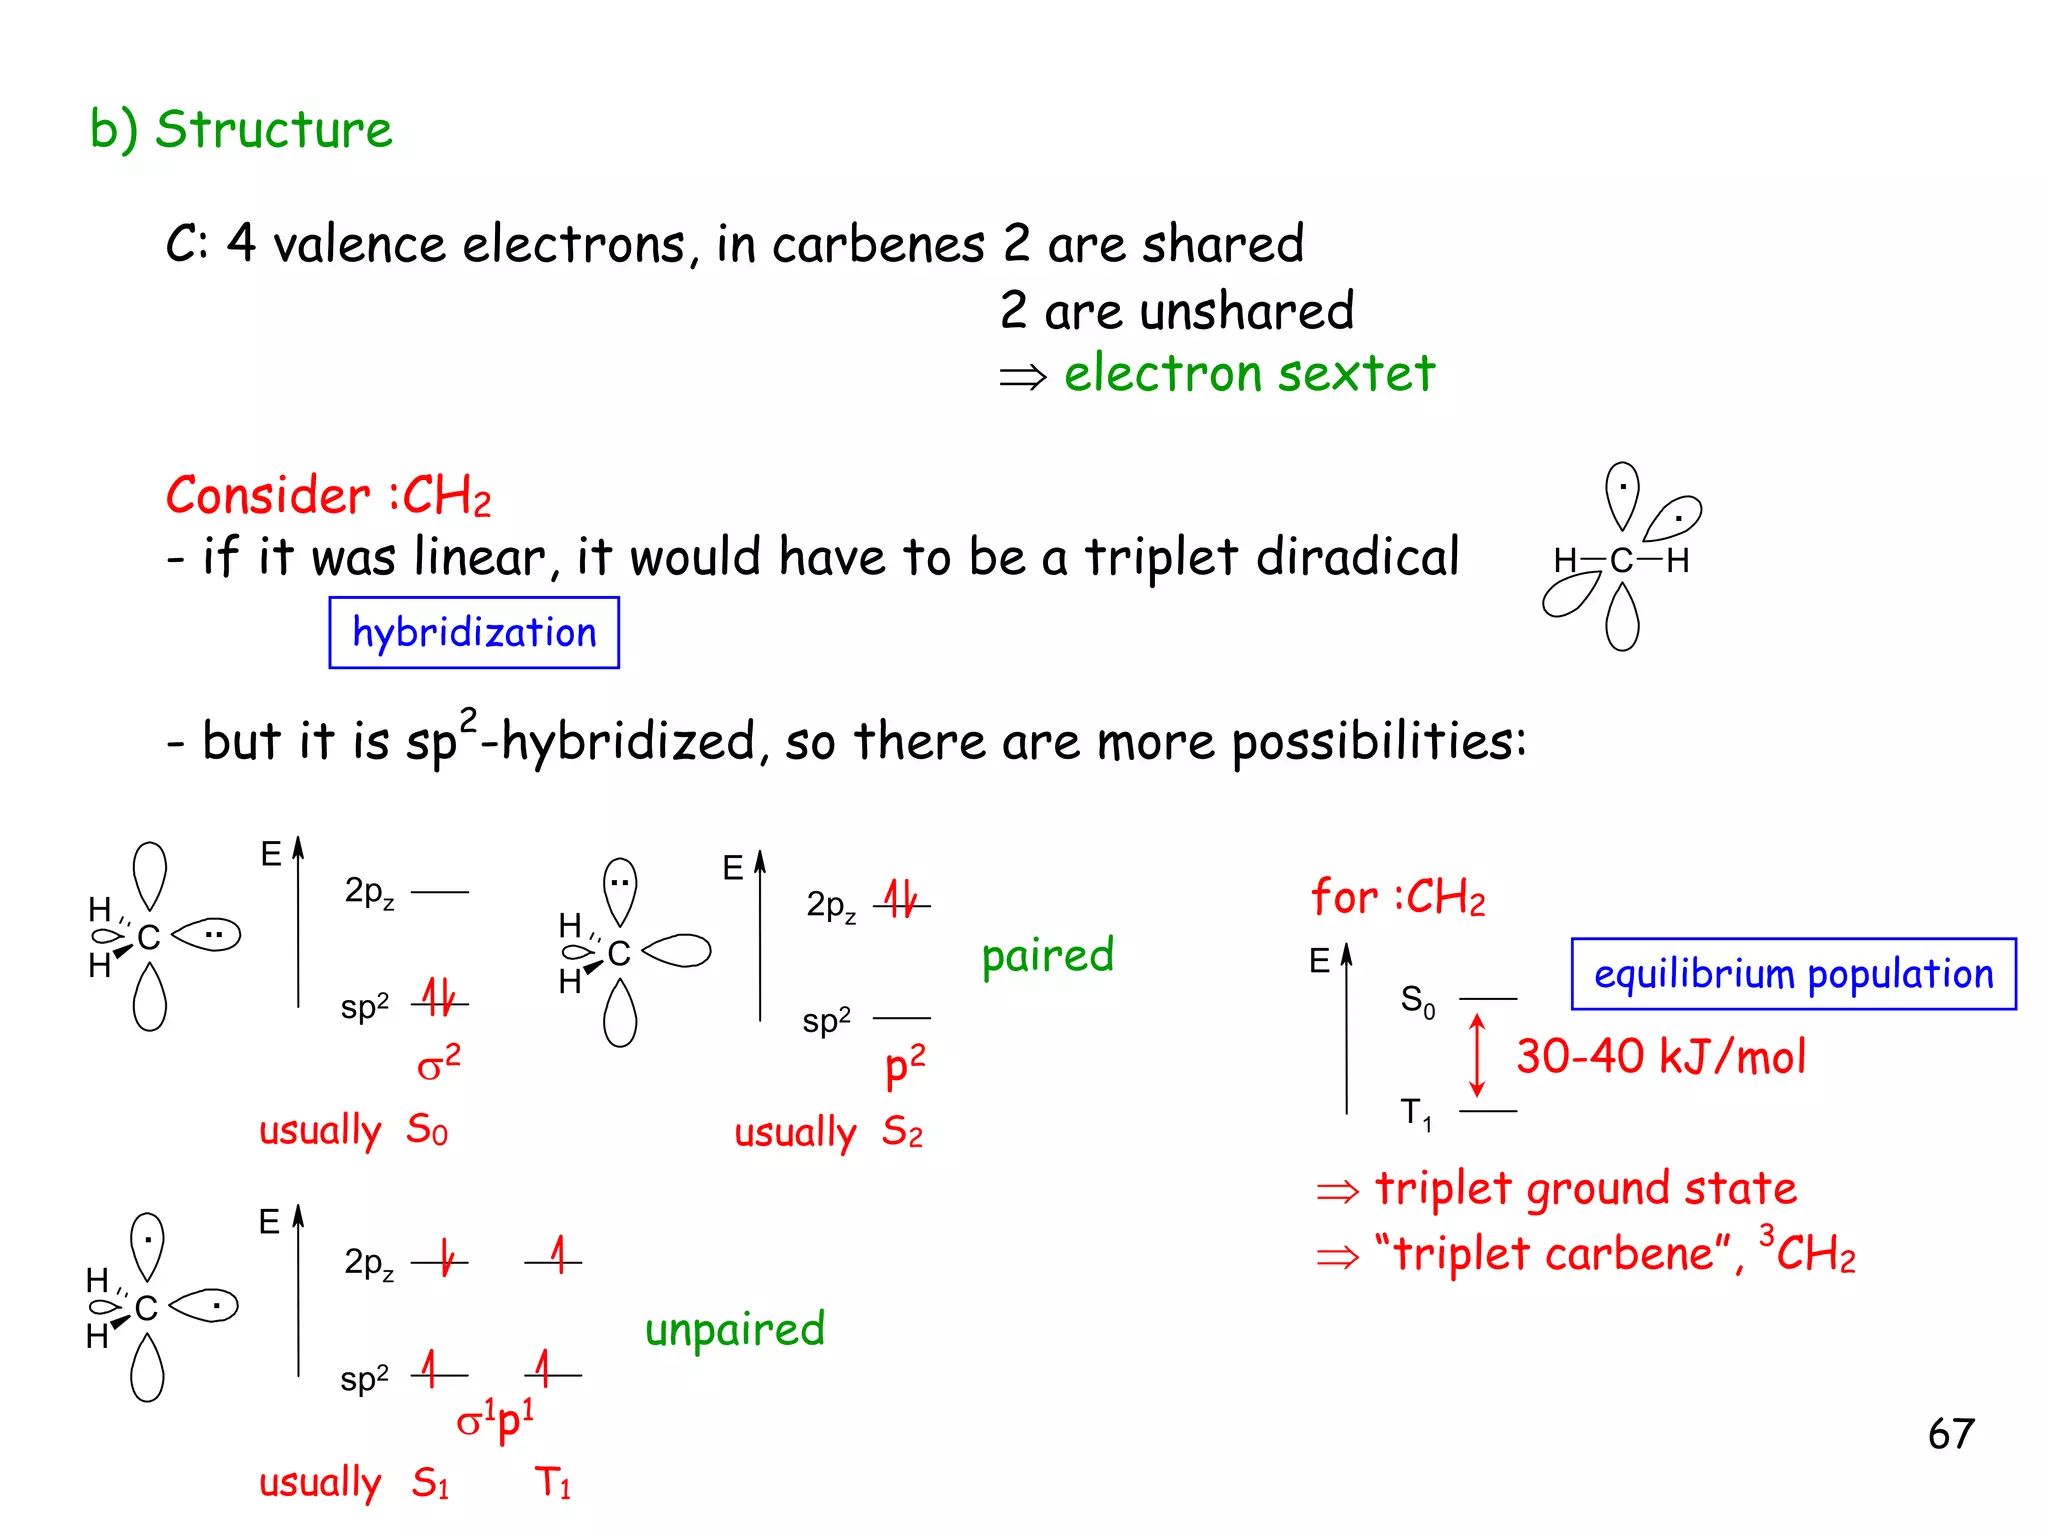 b) Structure
C: 4 valence electrons, in carbenes 2 are shared
2 are unshared
⇒ electron sextet
Consider :CH₂
- if it was linear, it would have to be a triplet diradical
H C H
hybridization
- but it is sp²-hybridized, so there are more possibilities:
E
2pz
H
C
H
sp²
σ²
usually S₀
E
2pz
H
C
H
sp²
p²
usually S₂
paired
for :CH₂
E
equilibrium population
S₀
30-40 kJ/mol
T₁
⇒ triplet ground state
⇒ “triplet carbene”, ³CH₂
E
2pz
H
C
H
sp²
σ¹p¹
unpaired
usually S₁ T₁
67